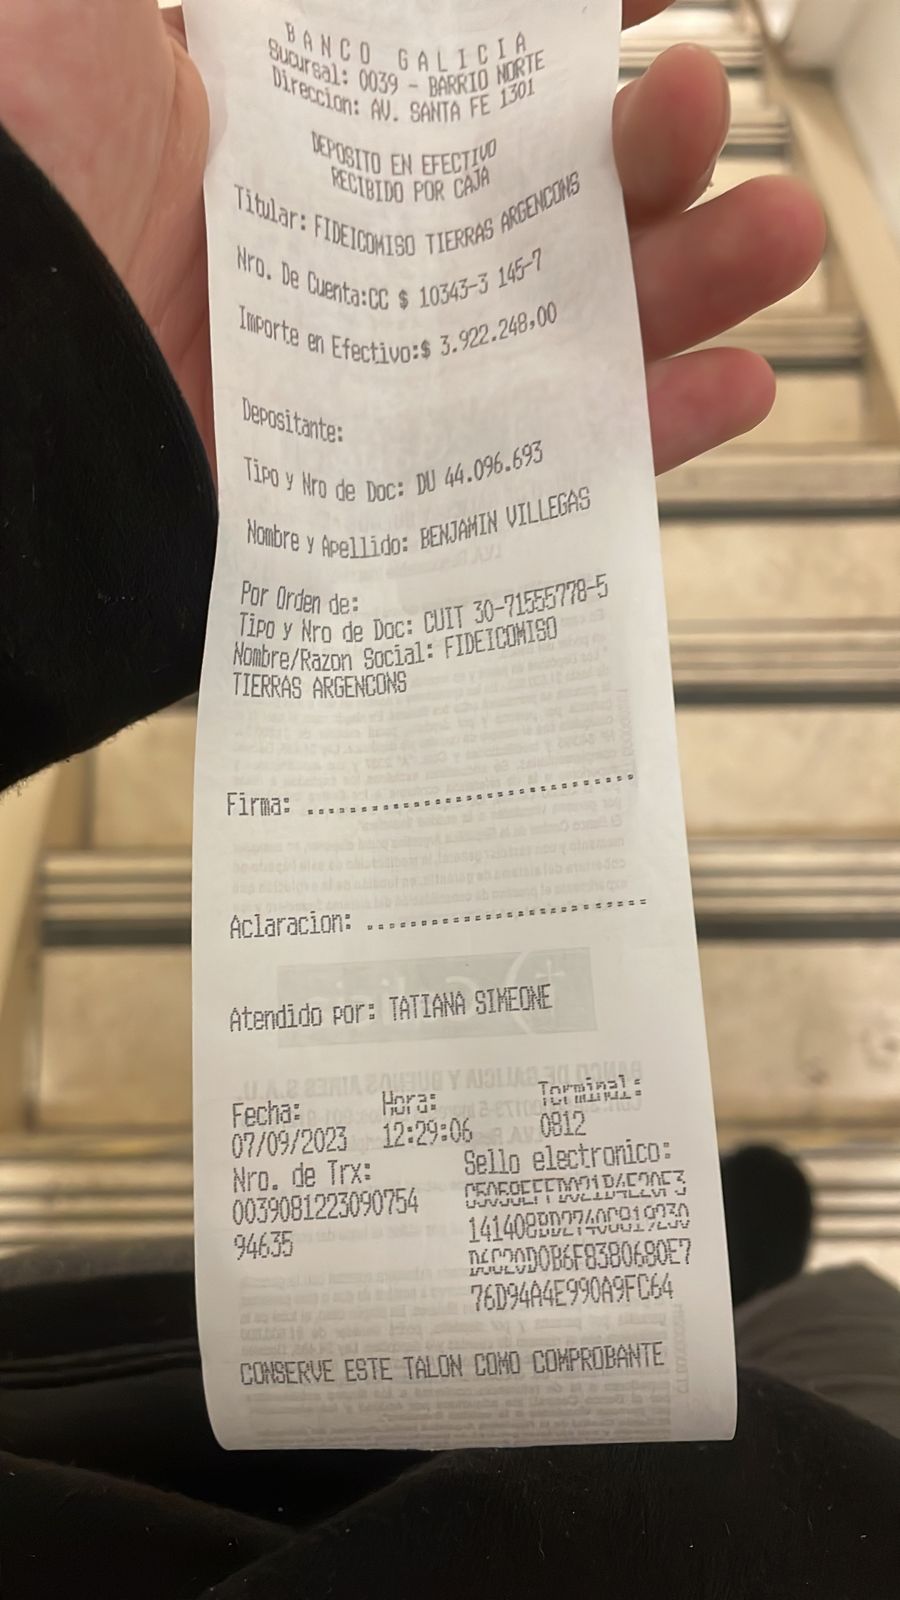 BANCO GALICIA
Sucursal: 0039 - BARRIO NORTE
Direccion: AV. SANTA FE 1301
DEPOSITO EN EFECTIVO
RECIBIDO POR CAJA
Titular: FIDEICOMISO TIERRAS ARGENCONS
Nro. De Cuenta:CC $ 10343-3 145-7
Importe en Efectivo:$ 3.922.248,00
Depositante:
Tipo y Nro de Doc: DU 44.096.693
Nombre y Apellido: BENJAMIN VILLEGAS
Por Orden de:
Tipo y Nro de Doc: CUIT 30-71555778-5
Nombre/Razon Social: FIDEICOMISO
TIERRAS ARGENCONS
Firma: ..............................
Aclaracion: ..........................
Atendido por: TATIANA SIMEONE
Fecha: Hora: Terminal:
07/09/2023 12:29:06 0812
Nro. de Trx: Sello electronico:
0039081223090754
94635
76D94A4E990A9FC64
CONSERVE ESTE TALON COMO COMPROBANTE